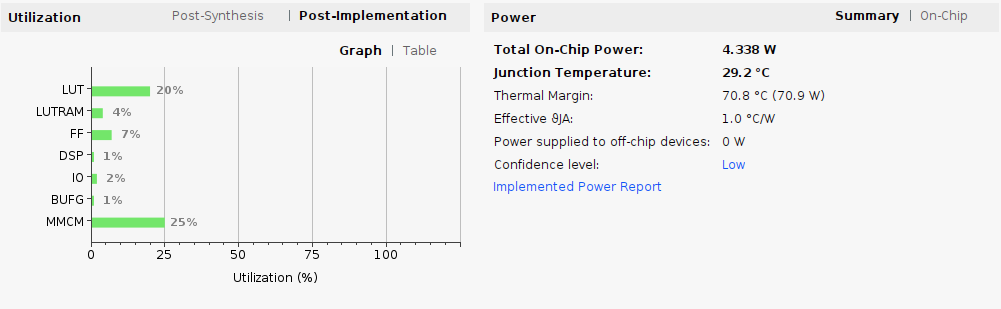 Utilization
Post-Synthesis | Post-Implementation
Graph | Table
LUT 20%
LUTRAM 4%
FF 7%
DSP 1%
IO 2%
BUFG 1%
MMCM 25%
0 25 50 75 100
Utilization (%)
Power
Summary | On-Chip
Total On-Chip Power: 4.338 W
Junction Temperature: 29.2 °C
Thermal Margin: 70.8 °C (70.9 W)
Effective ϑJA: 1.0 °C/W
Power supplied to off-chip devices: 0 W
Confidence level: Low
Implemented Power Report